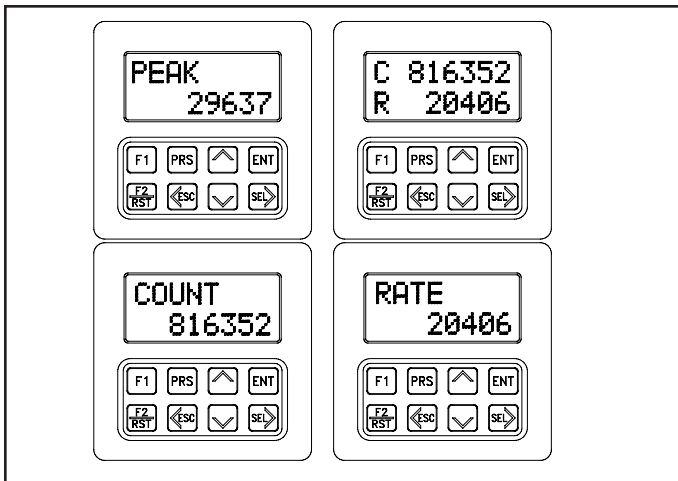 PEAK
29637
F1 PRS ENT
F2
RST ESC SEL
C 816352
R 20406
F1 PRS ENT
F2
RST ESC SEL
COUNT
816352
F1 PRS ENT
F2
RST ESC SEL
RATE
20406
F1 PRS ENT
F2
RST ESC SEL